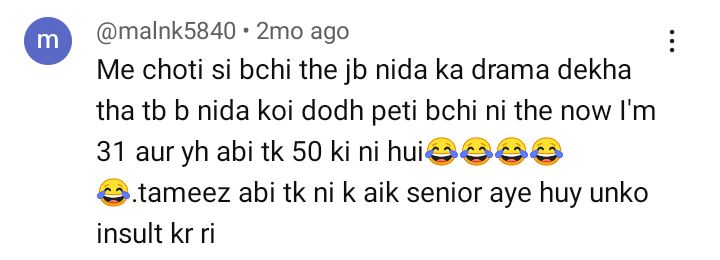 m
@malnk5840 • 2mo ago
Me choti si bchi the jb nida ka drama dekha
tha tb b nida koi dodh peti bchi ni the now I'm
31 aur yh abi tk 50 ki ni hui😂😂😂😂
😂.tameez abi tk ni k aik senior aye huy unko
insult kr ri